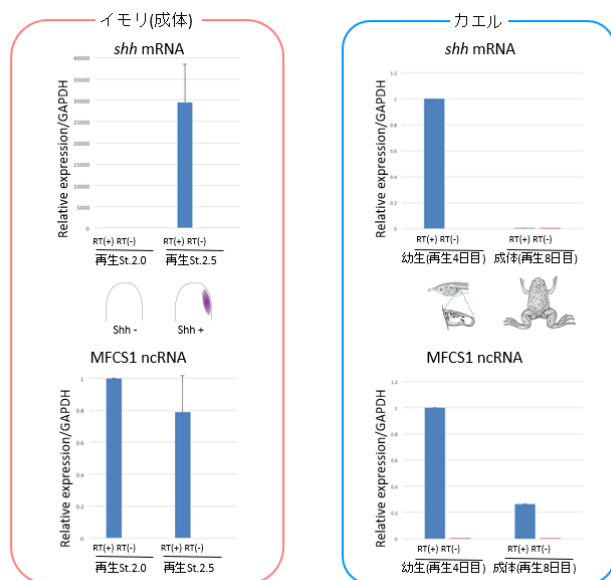 イモリ(成体)
shh mRNA
Relative expression/GAPDH
40000
35000
30000
25000
20000
15000
10000
5000
0
RT(+) RT(-) RT(+) RT(-)
再生St.2.0 再生St.2.5
Shh - Shh +
MFCS1 ncRNA
Relative expression/GAPDH
1
0.8
0.6
0.4
0.2
0
RT(+) RT(-) RT(+) RT(-)
再生St.2.0 再生St.2.5
カエル
shh mRNA
Relative expression/GAPDH
1.2
1
0.8
0.6
0.4
0.2
0
RT(+) RT(-) RT(+) RT(-)
幼生(再生4日目) 成体(再生8日目)
MFCS1 ncRNA
Relative expression/GAPDH
1.2
1
0.8
0.6
0.4
0.2
0
RT(+) RT(-) RT(+) RT(-)
幼生(再生4日目) 成体(再生8日目)